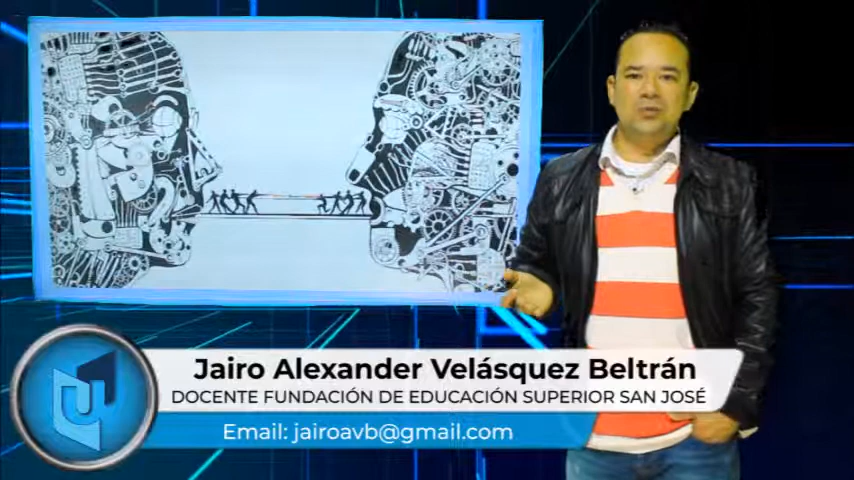 Jairo Alexander Velásquez Beltrán
DOCENTE FUNDACIÓN DE EDUCACIÓN SUPERIOR SAN JOSÉ
Email: jairoavb@gmail.com